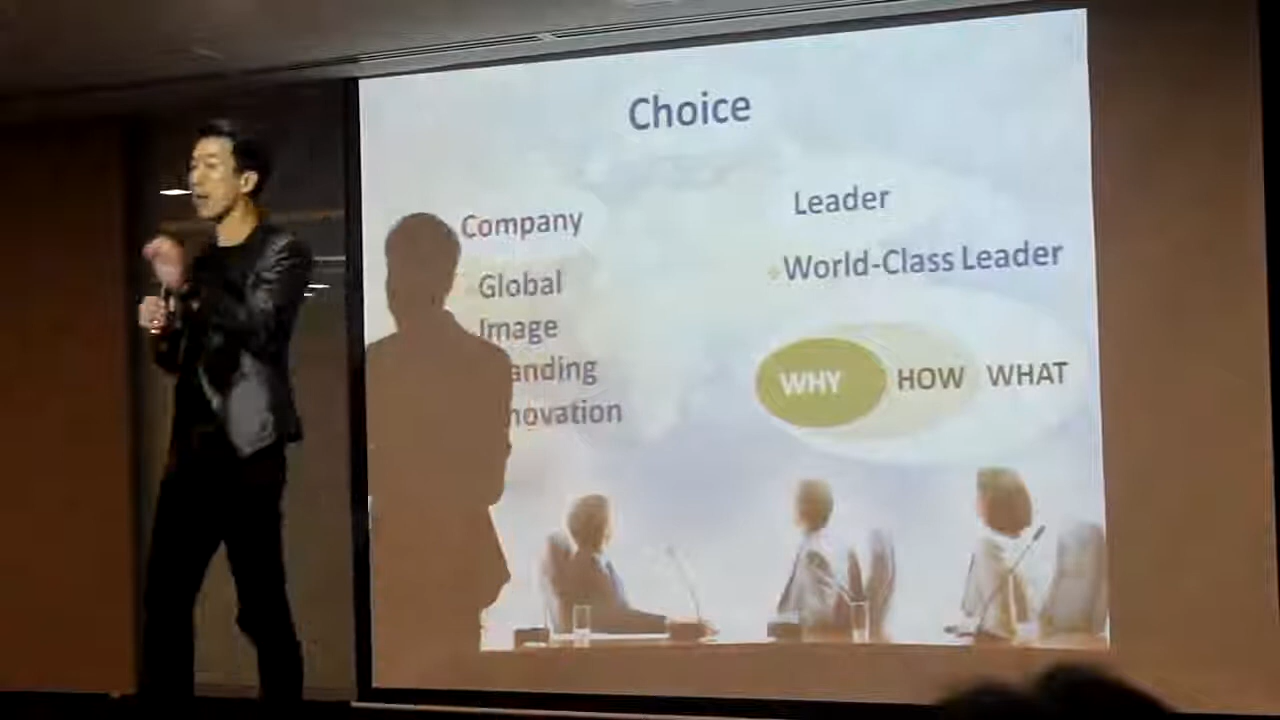 Choice
Company
Global
Image
anding
novation
Leader
World-Class Leader
WHY HOW WHAT